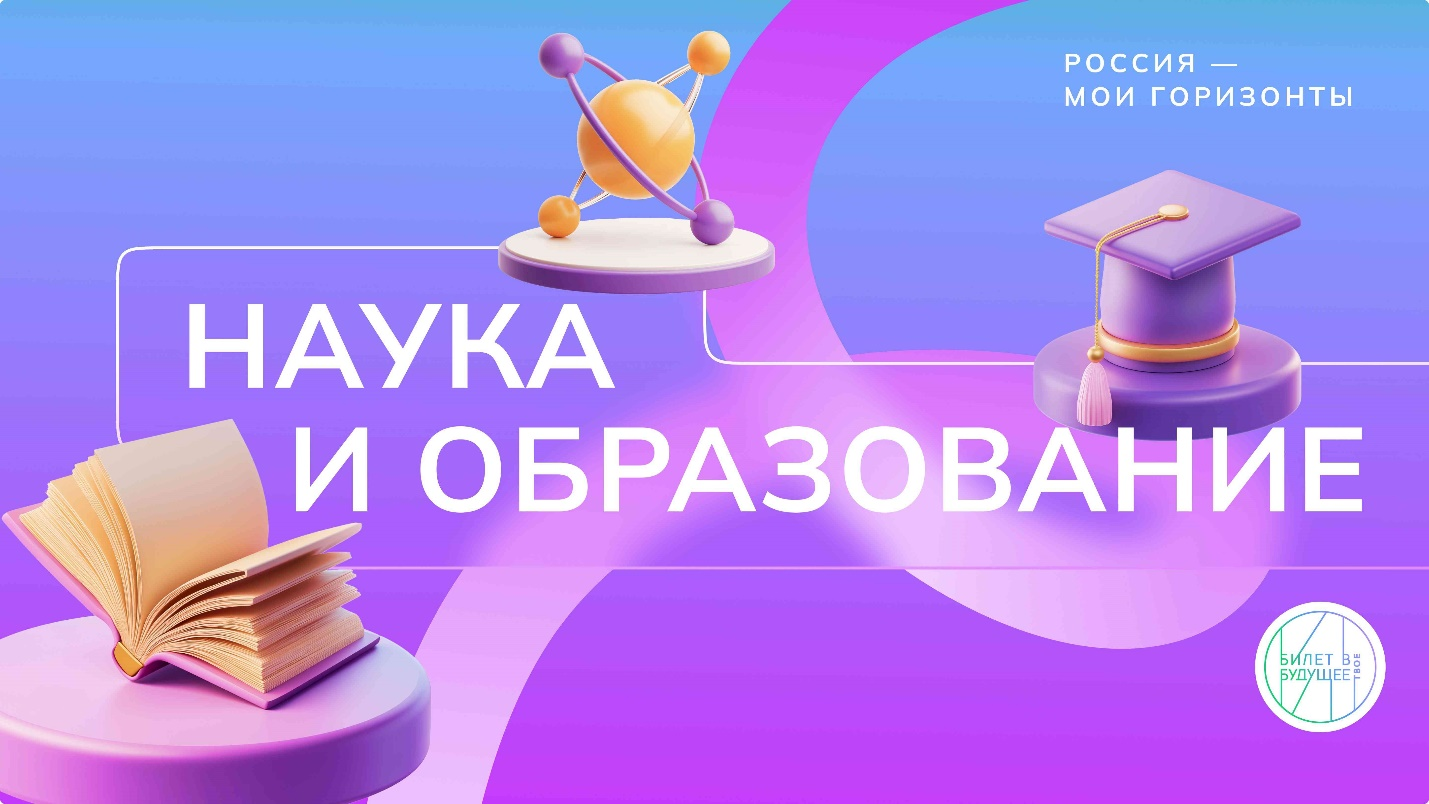 РОССИЯ —
МОИ ГОРИЗОНТЫ
НАУКА
И ОБРАЗОВАНИЕ
БИЛЕТ В
БУДУЩЕЕ
ТВОЕ